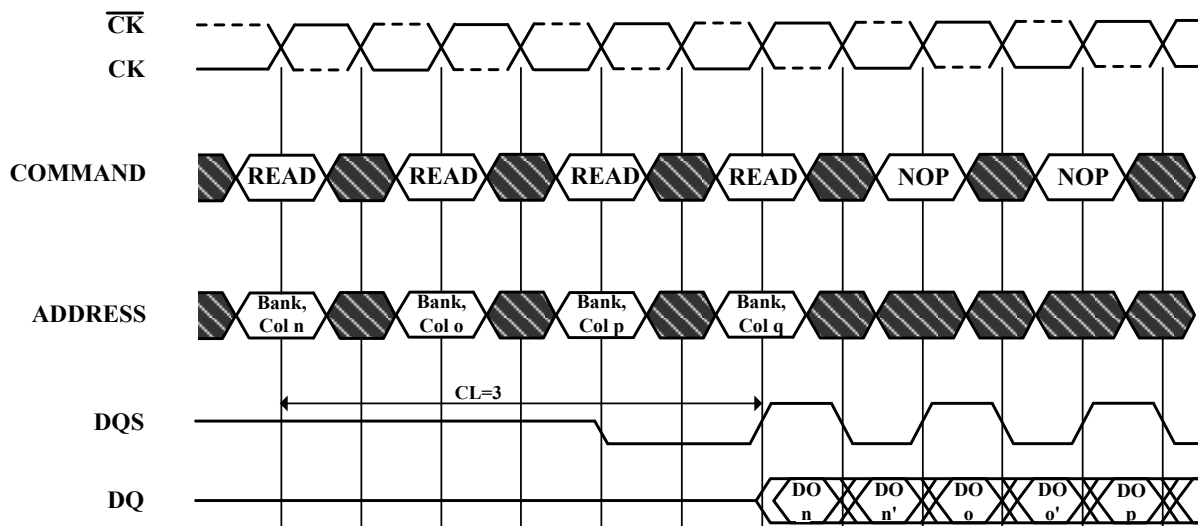 CK
CK
COMMAND
READ READ READ READ NOP NOP
ADDRESS
Bank, Bank, Bank, Bank,
Col n Col o Col p Col q
CL=3
DQS
DQ
DO DO DO DO DO
n n' o o' p